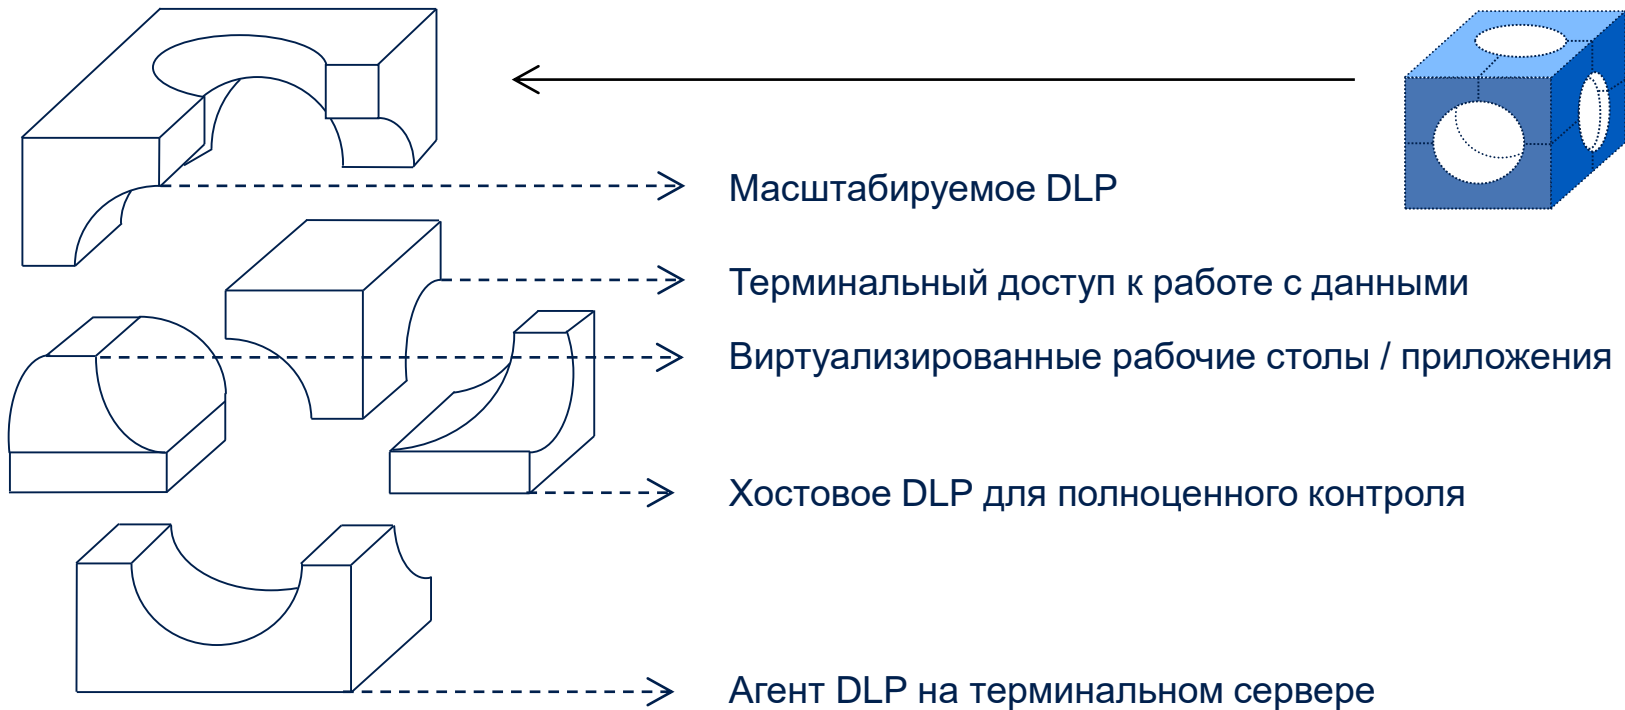 Масштабируемое DLP
Терминальный доступ к работе с данными
Виртуализированные рабочие столы / приложения
Хостовое DLP для полноценного контроля
Агент DLP на терминальном сервере